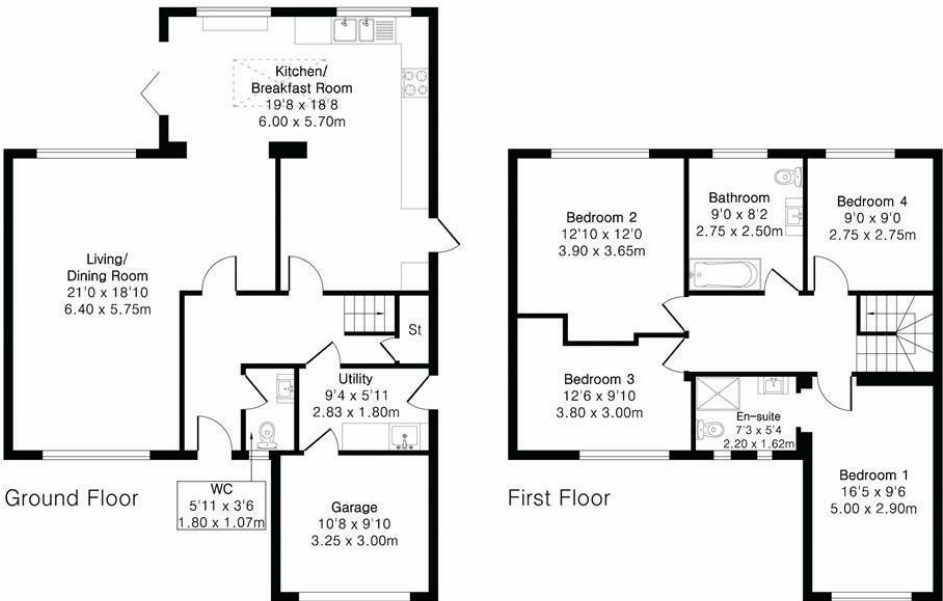 Kitchen/
Breakfast Room
19'8 x 18'8
6.00 x 5.70m
Living/
Dining Room
21'0 x 18'10
6.40 x 5.75m
St
Utility
9'4 x 5'11
2.83 x 1.80m
Ground Floor
WC
5'11 x 3'6
1.80 x 1.07m
Garage
10'8 x 9'10
3.25 x 3.00m
Bedroom 2
12'10 x 12'0
3.90 x 3.65m
Bathroom
9'0 x 8'2
2.75 x 2.50m
Bedroom 4
9'0 x 9'0
2.75 x 2.75m
Bedroom 3
12'6 x 9'10
3.80 x 3.00m
En-suite
7'3 x 5'4
2.20 x 1.62m
Bedroom 1
16'5 x 9'6
5.00 x 2.90m
First Floor